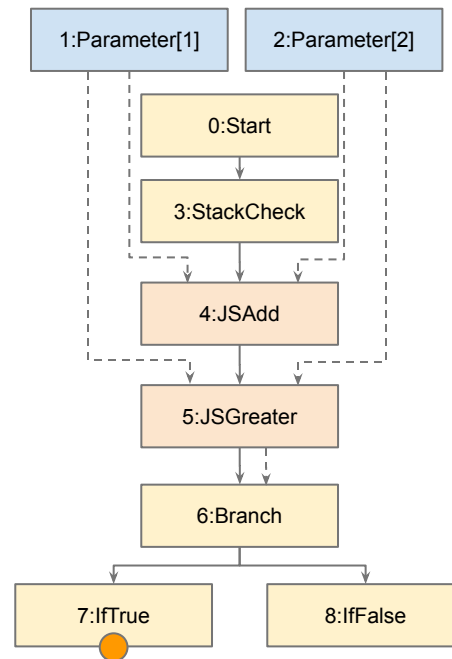 1:Parameter[1]
2:Parameter[2]
0:Start
3:StackCheck
4:JSAdd
5:JSGreater
6:Branch
7:IfTrue
8:IfFalse